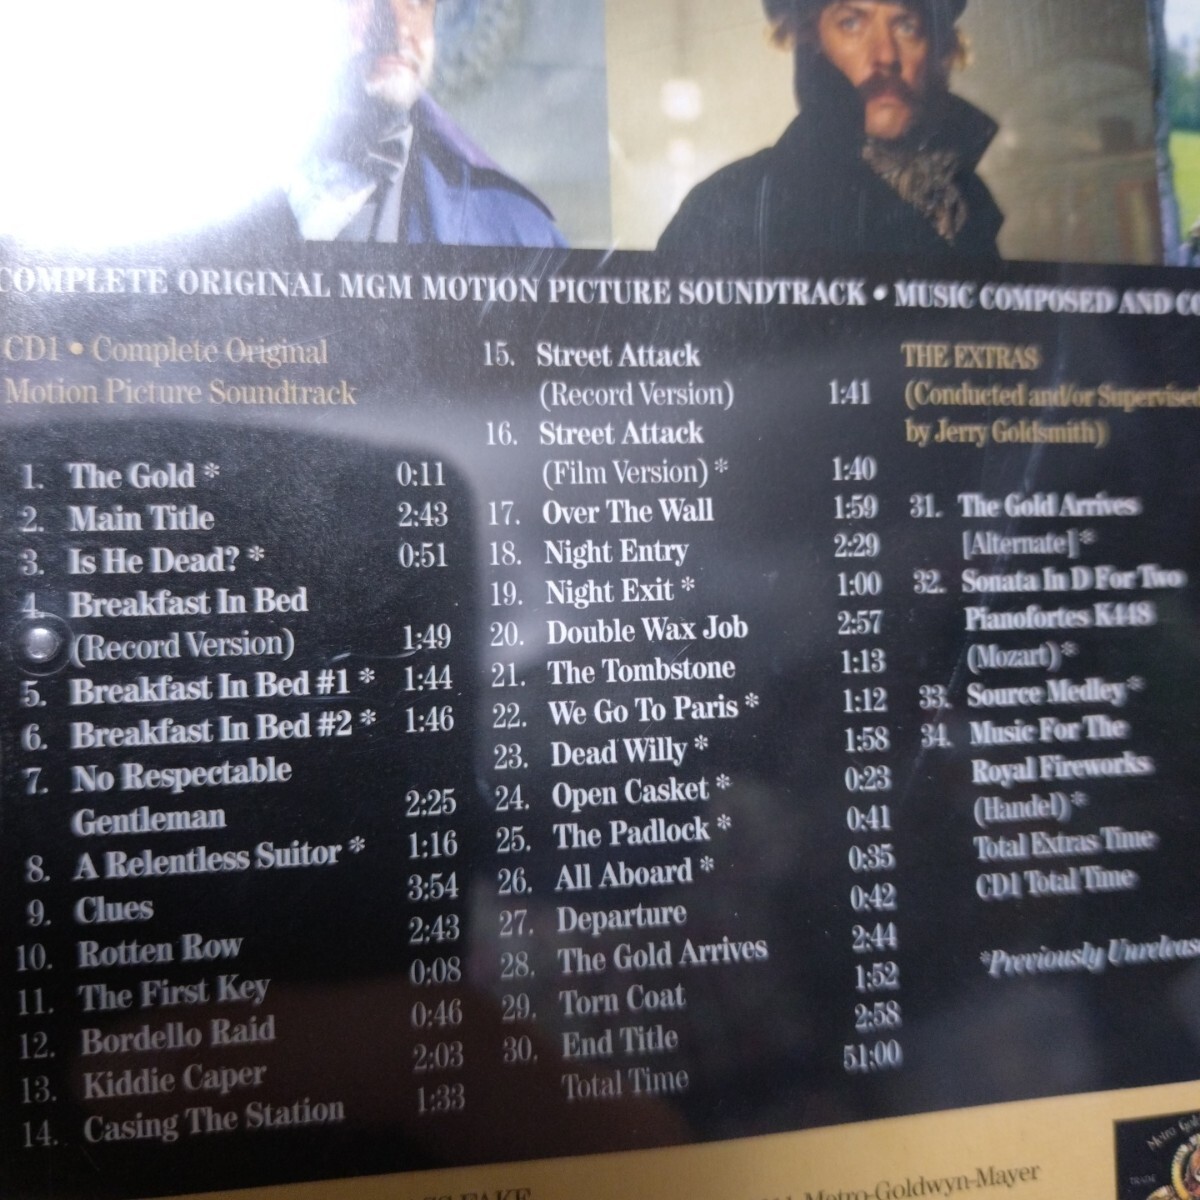 COMPLETE ORIGINAL MGM MOTION PICTURE SOUNDTRACK • MUSIC COMPOSED AND
CD1 • Complete Original
Motion Picture Soundtrack
1. The Gold * 0:11
2. Main Title 2:43
3. Is He Dead? * 0:51
4. Breakfast In Bed
(Record Version) 1:49
5. Breakfast In Bed #1 * 1:44
6. Breakfast In Bed #2 * 1:46
7. No Respectable
Gentleman 2:25
8. A Relentless Suitor * 1:16
9. Clues 3:54
10. Rotten Row 2:43
11. The First Key 0:08
12. Bordello Raid 0:46
13. Kiddie Caper 2:03
14. Casing The Station 1:33
15. Street Attack
(Record Version) 1:41
16. Street Attack
(Film Version) * 1:40
17. Over The Wall 1:59
18. Night Entry 2:29
19. Night Exit * 1:00
20. Double Wax Job 2:57
21. The Tombstone 1:13
22. We Go To Paris * 1:12
23. Dead Willy * 1:58
24. Open Casket * 0:23
25. The Padlock * 0:41
26. All Aboard * 0:35
27. Departure 0:42
28. The Gold Arrives 2:44
29. Torn Coat 1:52
30. End Title 2:58
Total Time 51:00
THE EXTRAS
(Conducted and/or Supervised
by Jerry Goldsmith)
31. The Gold Arrives
[Alternate] *
32. Sonata In D For Two
Pianofortes K448
(Mozart) *
33. Source Medley *
34. Music For The
Royal Fireworks
(Handel) *
Total Extras Time
CD1 Total Time
*Previously
Metro-Goldwyn-Mayer